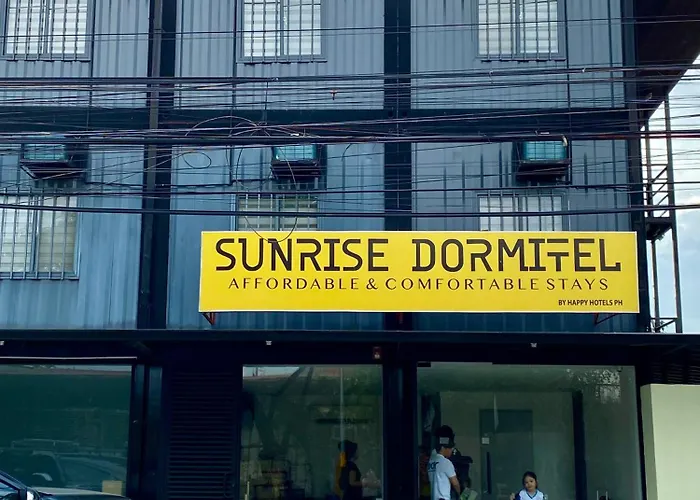 SUNRISE DORMITEL
AFFORDABLE & COMFORTABLE STAYS
BY HAPPY HOTELS PH